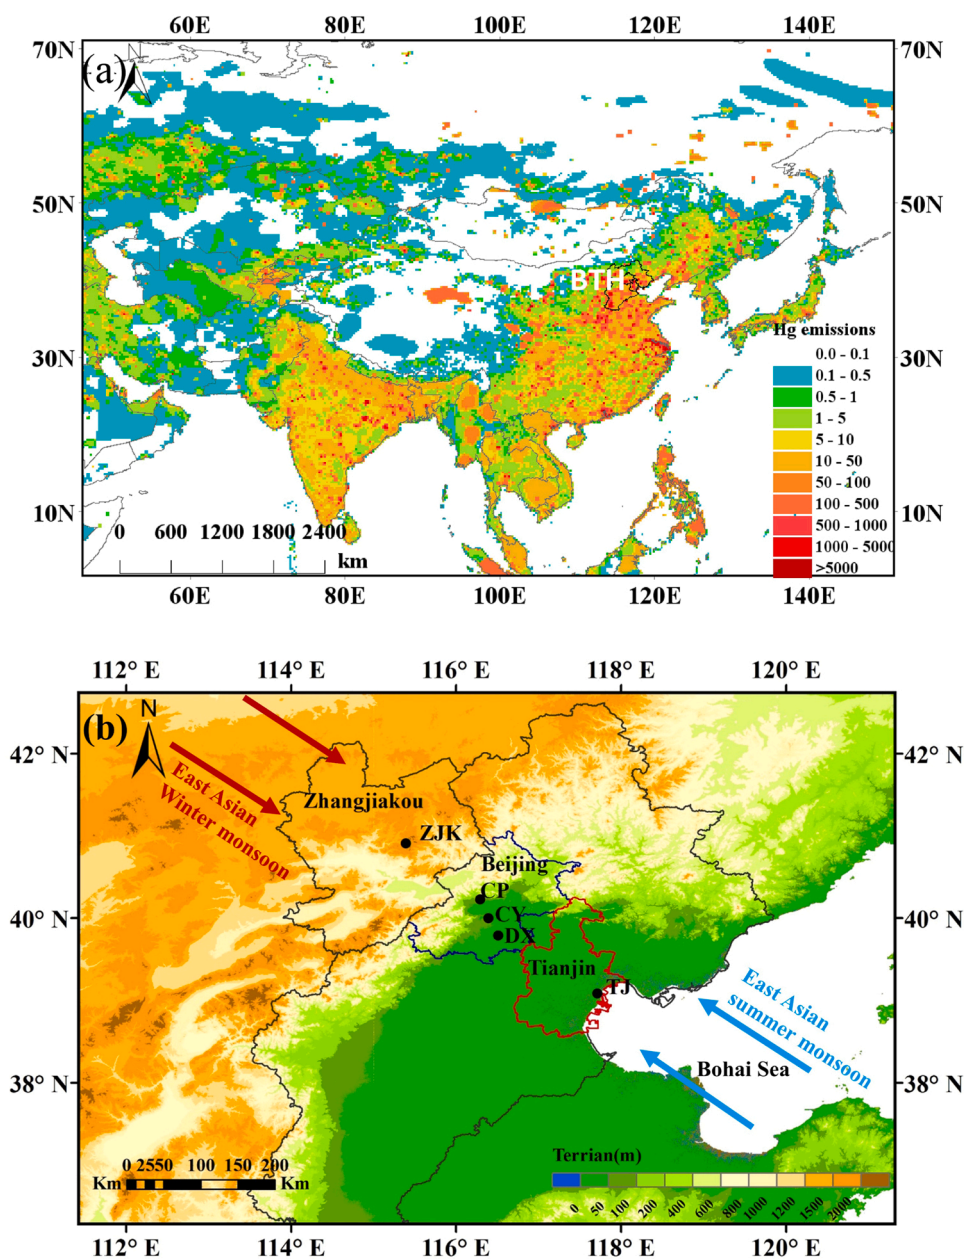 60E 80E 100E 120E 140E
70N 70N
N
(a)
50N 50N
BTH
Hg emissions
0.0 - 0.1
30N 30N
0.1 - 0.5
0.5 - 1
1 - 5
5 - 10
10 - 50
50 - 100
10N 100 - 500 10N
500 - 1000
0 600 1200 1800 2400
1000 - 5000
km
>5000
60E 80E 100E 120E 140E
112° E 114° E 116° E 118° E 120° E
N
(b)
42° N 42° N
East Asian
Winter monsoon
Zhangjiakou
ZJK
Beijing
CP
40° N 40° N
CY
DX
Tianjin
TJ
East Asian
summer monsoon
Bohai Sea
38° N 38° N
0 2550 100 150 200
Km Km
Terrian(m)
0 50 100 200 400 600 800 1000 1200 1500 2000
112° E 114° E 116° E 118° E 120° E